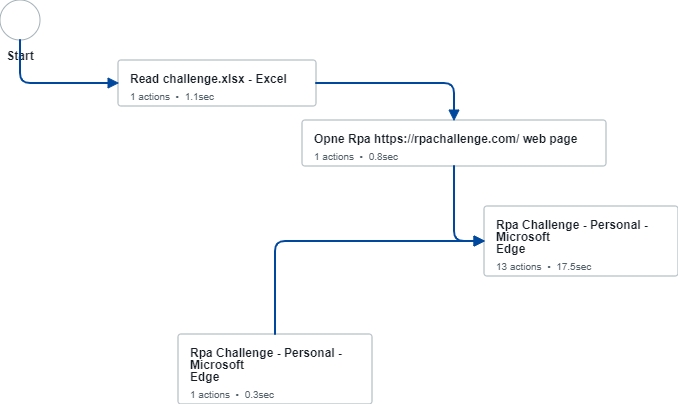 Start
Read challenge.xlsx - Excel
1 actions • 1.1sec
Opne Rpa https://rpachallenge.com/ web page
1 actions • 0.8sec
Rpa Challenge - Personal -
Microsoft
Edge
13 actions • 17.5sec
Rpa Challenge - Personal -
Microsoft
Edge
1 actions • 0.3sec